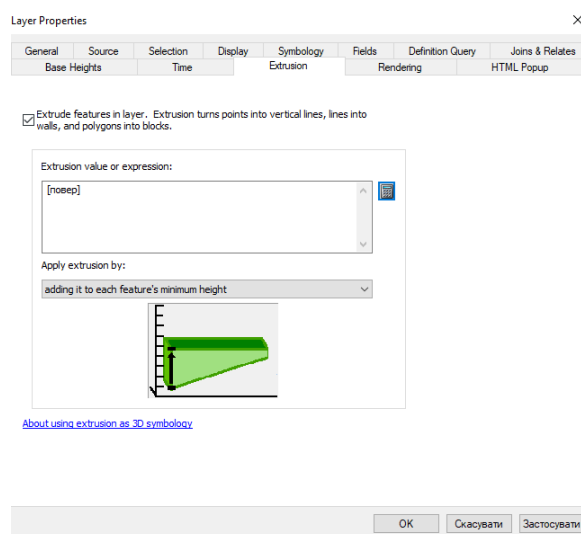 Layer Properties
General Source Selection Display Symbology Fields Definition Query Joins & Relates
Base Heights Time Extrusion Rendering HTML Popup
Extrude features in layer. Extrusion turns points into vertical lines, lines into
walls, and polygons into blocks.
Extrusion value or expression:
[повер]
Apply extrusion by:
adding it to each feature's minimum height
About using extrusion as 3D symbology
OK Скасувати Застосувати